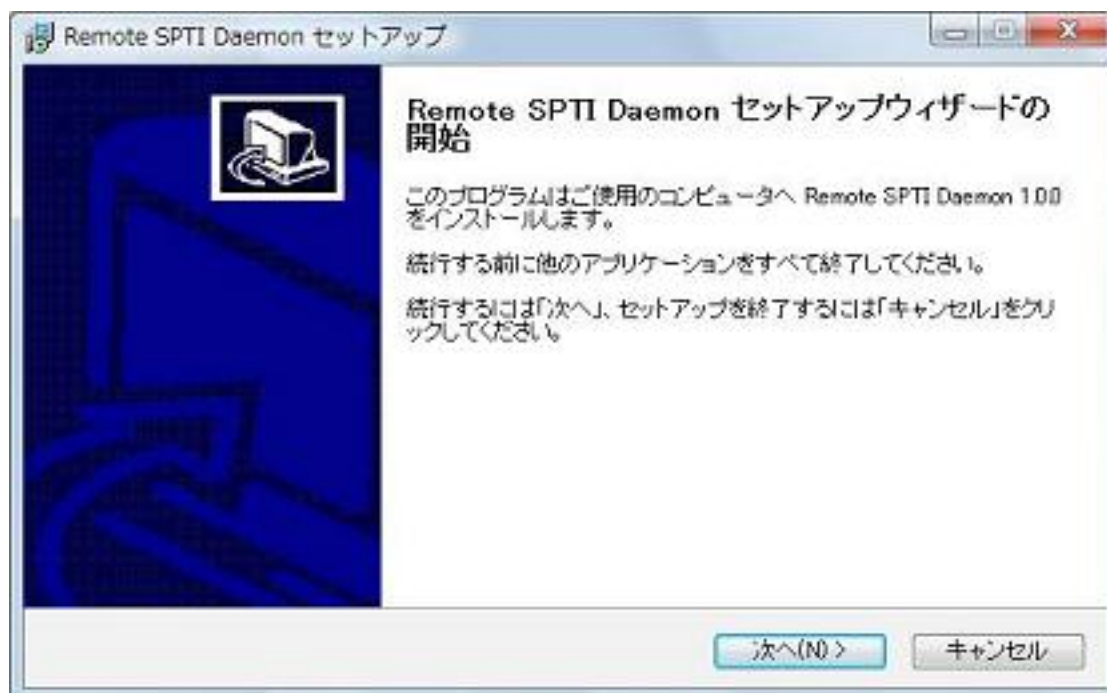 Remote SPTI Daemon セットアップ
Remote SPTI Daemon セットアップウィザードの
開始
このプログラムはご使用のコンピュータへ Remote SPTI Daemon 1.0.0
をインストールします。
続行する前に他のアプリケーションをすべて終了してください。
続行するには「次へ」、セットアップを終了するには「キャンセル」をクリ
ックしてください。
次へ(N) >
キャンセル